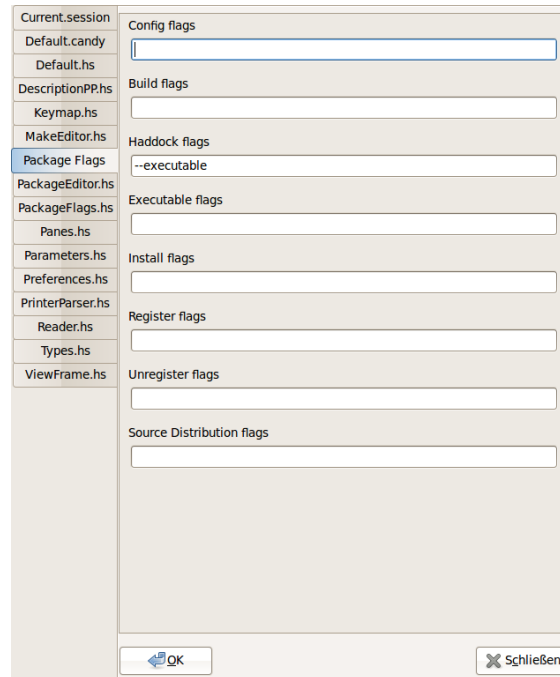 Current.session
Default.candy
Default.hs
DescriptionPP.hs
Keymap.hs
MakeEditor.hs
Package Flags
PackageEditor.hs
PackageFlags.hs
Panes.hs
Parameters.hs
Preferences.hs
PrinterParser.hs
Reader.hs
Types.hs
ViewFrame.hs
Config flags
Build flags
Haddock flags
--executable
Executable flags
Install flags
Register flags
Unregister flags
Source Distribution flags
OK
Schließen